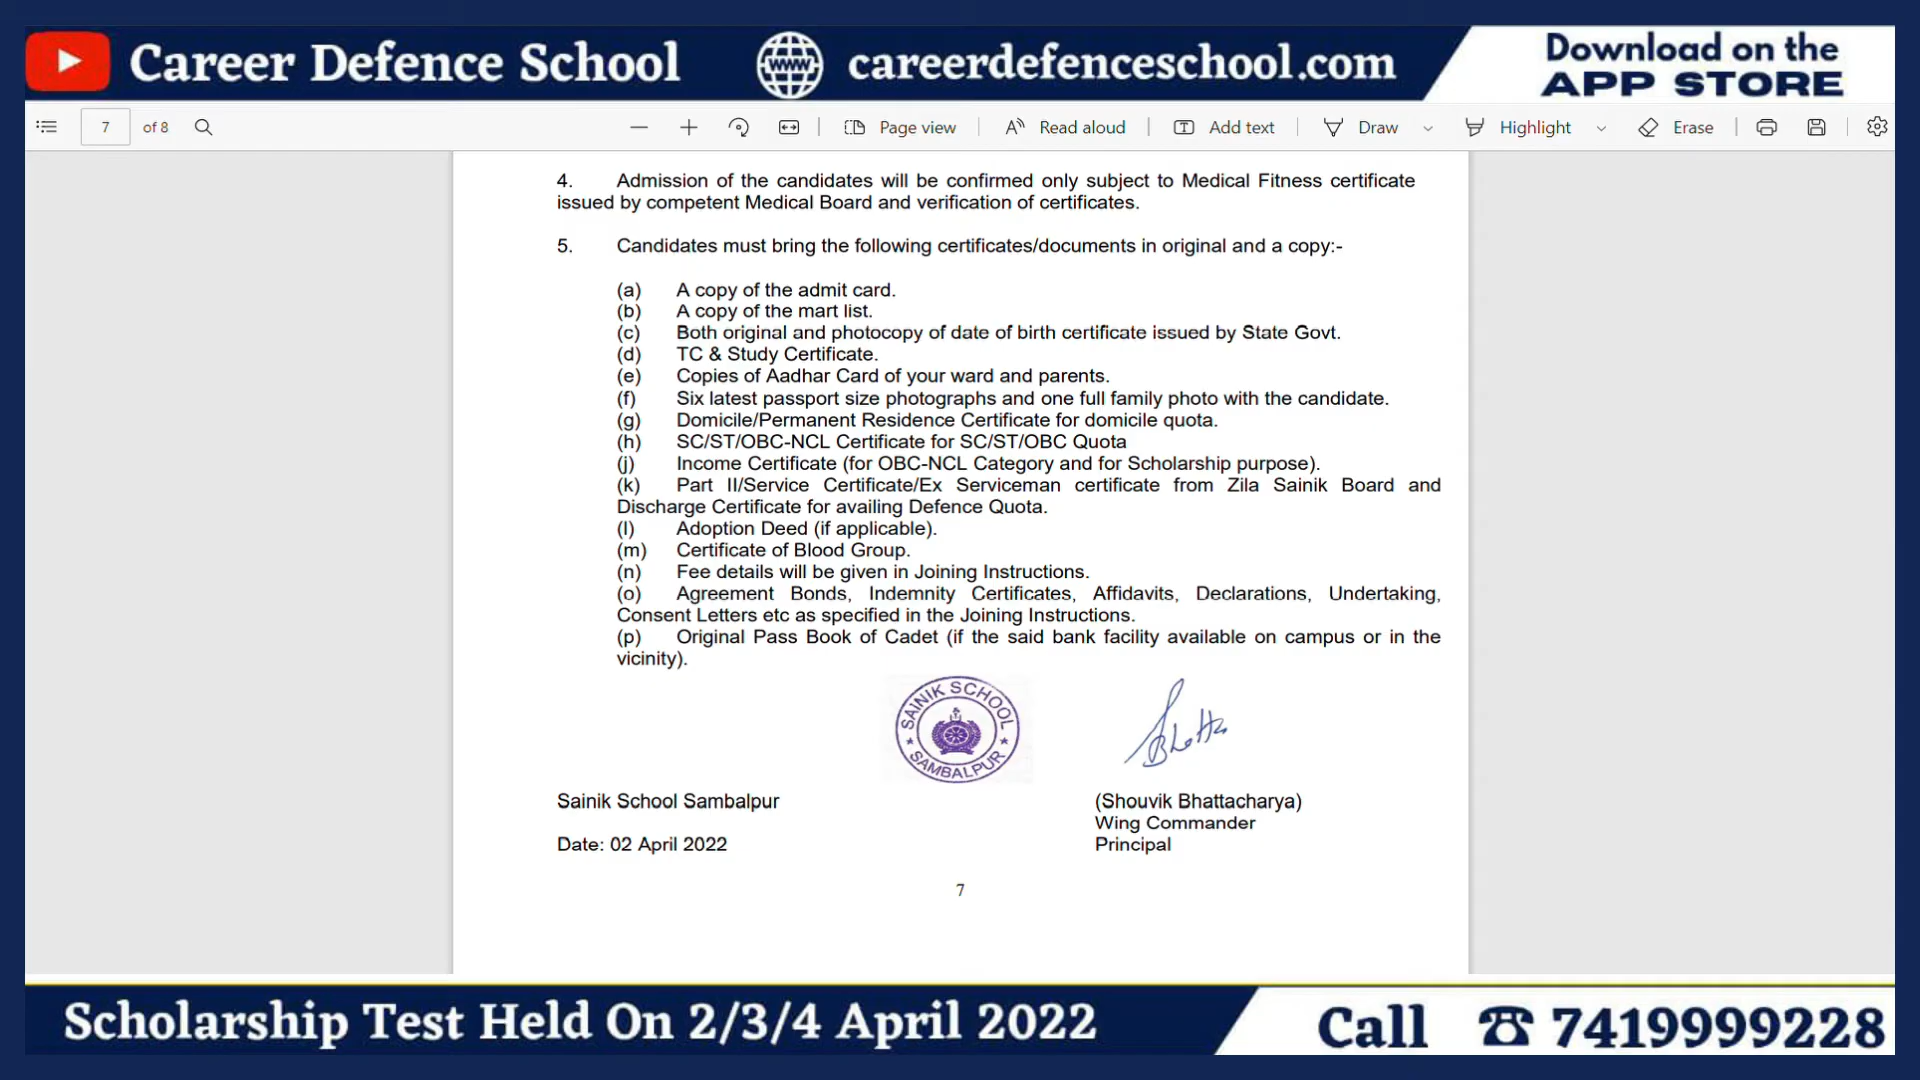 Career Defence School
www
careerdefenceschool.com
Download on the
APP STORE
7 of 8
Page view
Read aloud
Add text
Draw
Highlight
Erase
4. Admission of the candidates will be confirmed only subject to Medical Fitness certificate
issued by competent Medical Board and verification of certificates.
5. Candidates must bring the following certificates/documents in original and a copy:-
(a) A copy of the admit card.
(b) A copy of the mart list.
(c) Both original and photocopy of date of birth certificate issued by State Govt.
(d) TC & Study Certificate.
(e) Copies of Aadhar Card of your ward and parents.
(f) Six latest passport size photographs and one full family photo with the candidate.
(g) Domicile/Permanent Residence Certificate for domicile quota.
(h) SC/ST/OBC-NCL Certificate for SC/ST/OBC Quota
(j) Income Certificate (for OBC-NCL Category and for Scholarship purpose).
(k) Part II/Service Certificate/Ex Serviceman certificate from Zila Sainik Board and
Discharge Certificate for availing Defence Quota.
(l) Adoption Deed (if applicable).
(m) Certificate of Blood Group.
(n) Fee details will be given in Joining Instructions.
(o) Agreement Bonds, Indemnity Certificates, Affidavits, Declarations, Undertaking,
Consent Letters etc as specified in the Joining Instructions.
(p) Original Pass Book of Cadet (if the said bank facility available on campus or in the
vicinity).
SAINIK SCHOOL
SAMBALPUR
Sainik School Sambalpur
(Shouvik Bhattacharya)
Wing Commander
Date: 02 April 2022
Principal
7
Scholarship Test Held On 2/3/4 April 2022
Call 7419999228